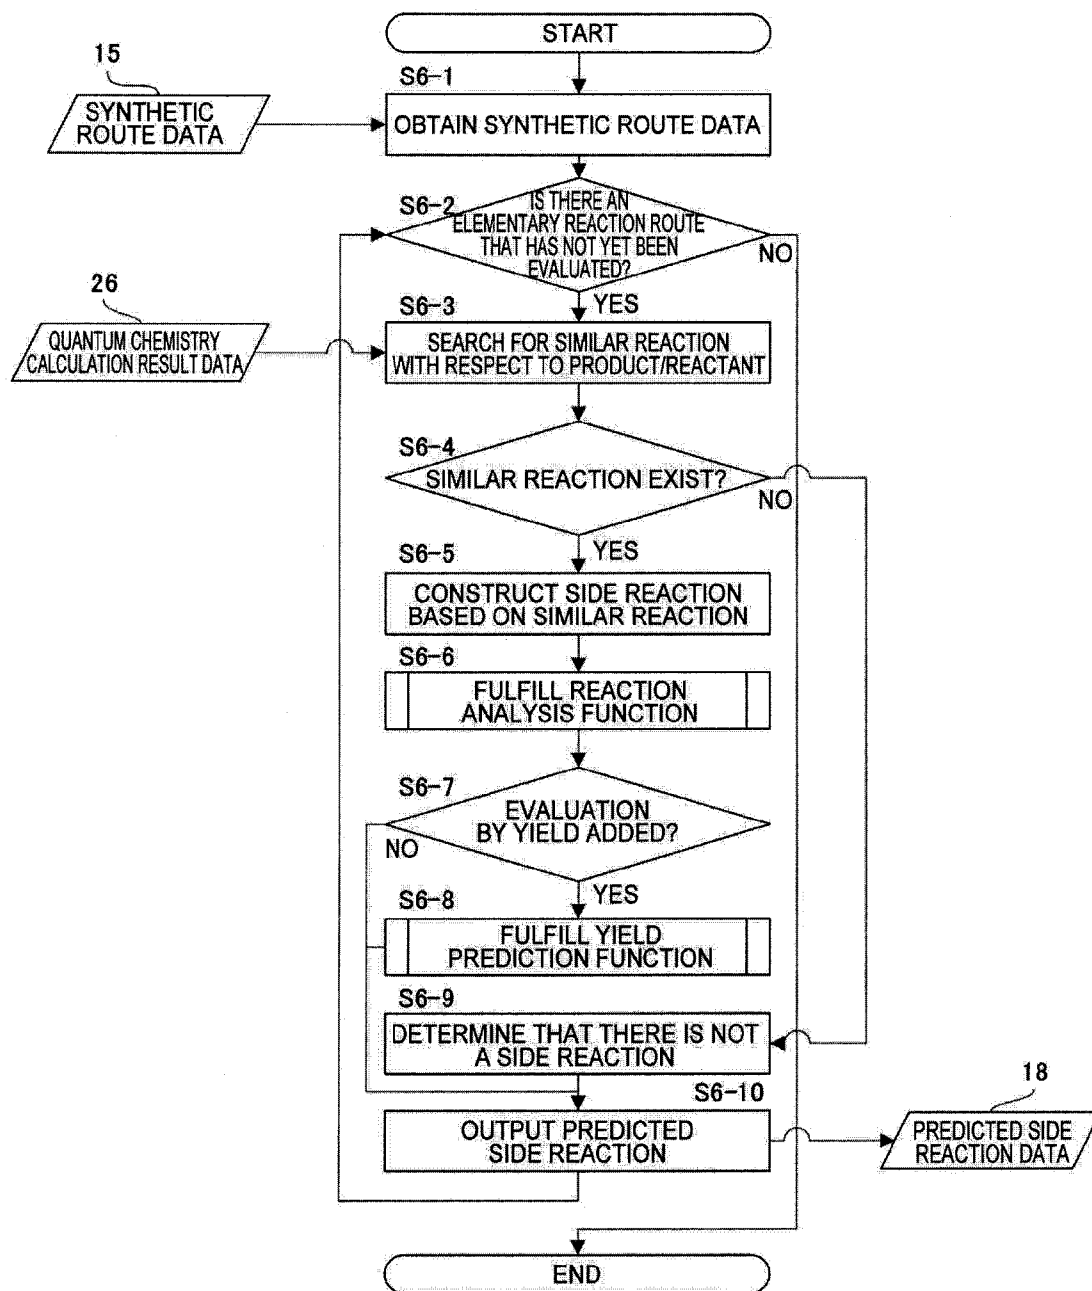 START
15
S6-1
SYNTHETIC
ROUTE DATA
OBTAIN SYNTHETIC ROUTE DATA
S6-2
IS THERE AN
ELEMENTARY REACTION ROUTE
THAT HAS NOT YET BEEN
EVALUATED?
NO
YES
26
S6-3
QUANTUM CHEMISTRY
CALCULATION RESULT DATA
SEARCH FOR SIMILAR REACTION
WITH RESPECT TO PRODUCT/REACTANT
S6-4
SIMILAR REACTION EXIST?
NO
YES
S6-5
CONSTRUCT SIDE REACTION
BASED ON SIMILAR REACTION
S6-6
FULFILL REACTION
ANALYSIS FUNCTION
S6-7
EVALUATION
BY YIELD ADDED?
NO
YES
S6-8
FULFILL YIELD
PREDICTION FUNCTION
S6-9
DETERMINE THAT THERE IS NOT
A SIDE REACTION
S6-10
18
OUTPUT PREDICTED
SIDE REACTION
PREDICTED SIDE
REACTION DATA
END